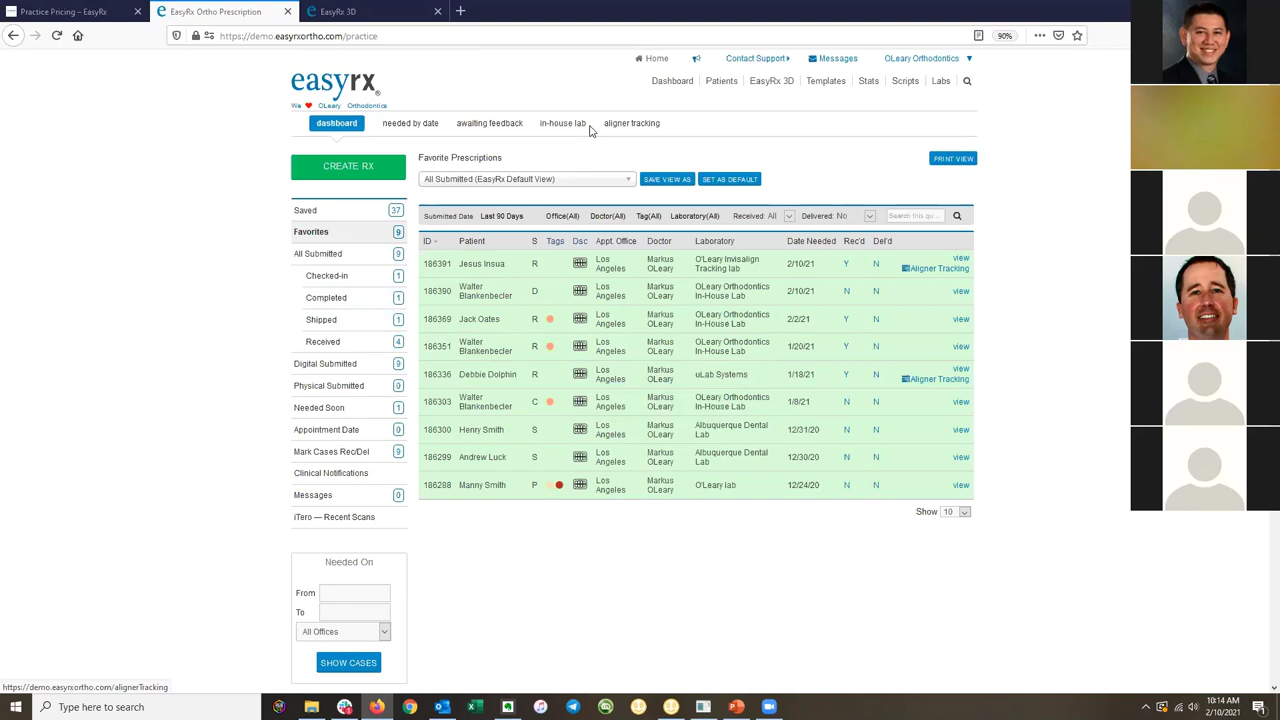 Practice Pricing – EasyRx
EasyRx Ortho Prescription
EasyRx 3D
https://demo.easyrxortho.com/practice
90%
Home
Contact Support
Messages
OLeary Orthodontics
easyrx
We OLeary Orthodontics
Dashboard Patients EasyRx 3D Templates Stats Scripts Labs
dashboard needed by date awaiting feedback in-house lab aligner tracking
CREATE RX
Favorite Prescriptions
PRINT VIEW
All Submitted (EasyRx Default View)
SAVE VIEW AS
SET AS DEFAULT
Saved 37
Favorites 9
All Submitted 9
Checked-in 1
Completed 1
Shipped 1
Received 4
Digital Submitted 9
Physical Submitted 0
Needed Soon 1
Appointment Date 0
Mark Cases Rec/Del 9
Clinical Notifications
Messages 0
iTero — Recent Scans
Submitted Date Last 90 Days Office(All) Doctor(All) Tag(All) Laboratory(All) Received: All Delivered: No Search this qu...
ID Patient S Tags Dsc Appt. Office Doctor Laboratory Date Needed Rec'd Del'd
186391 Jesus Insua R Los Angeles Markus OLeary O'Leary Invisalign Tracking lab 2/10/21 Y N view Aligner Tracking
186390 Walter Blankenbecler D Los Angeles Markus OLeary OLeary Orthodontics In-House Lab 2/10/21 N N view
186369 Jack Oates R Los Angeles Markus OLeary OLeary Orthodontics In-House Lab 2/2/21 Y N view
186351 Walter Blankenbecler R Los Angeles Markus OLeary OLeary Orthodontics In-House Lab 1/20/21 Y N view
186336 Debbie Dolphin R Los Angeles Markus OLeary uLab Systems 1/18/21 Y N view Aligner Tracking
186303 Walter Blankenbecler C Los Angeles Markus OLeary OLeary Orthodontics In-House Lab 1/8/21 N N view
186300 Henry Smith S Los Angeles Markus OLeary Albuquerque Dental Lab 12/31/20 N N view
186299 Andrew Luck S Los Angeles Markus OLeary Albuquerque Dental Lab 12/30/20 N N view
186288 Manny Smith P Los Angeles Markus OLeary O'Leary lab 12/24/20 N N view
Show 10
Needed On
From
To
All Offices
SHOW CASES
https://demo.easyrxortho.com/alignerTracking
Type here to search
10:14 AM
2/10/2021